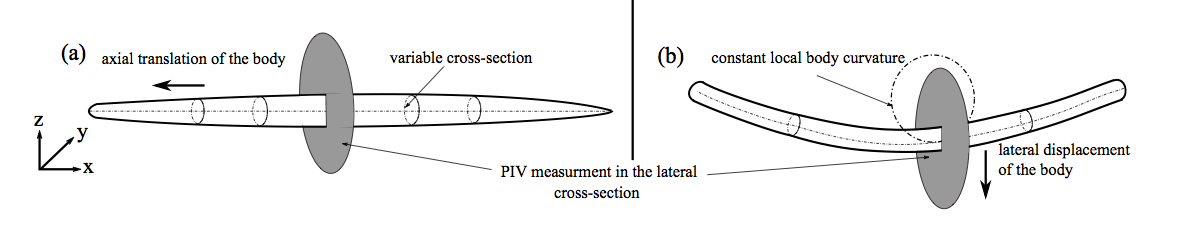 (a) axial translation of the body
variable cross-section
z
y
x
PIV measurment in the lateral
cross-section
(b) constant local body curvature
lateral displacement
of the body